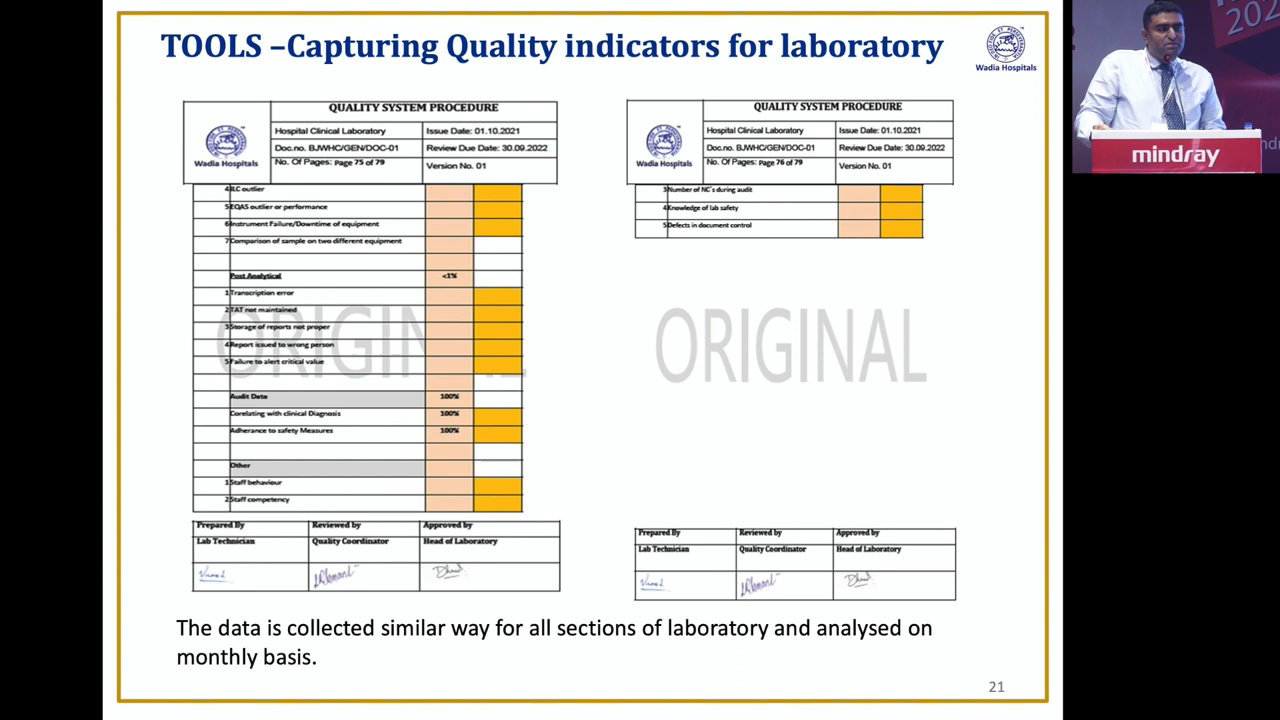 TOOLS –Capturing Quality indicators for laboratory
Wadia Hospitals
QUALITY SYSTEM PROCEDURE
Wadia Hospitals
Hospital Clinical Laboratory
Issue Date: 01.10.2021
Doc.no. BJWHC/GEN/DOC-01
Review Due Date: 30.09.2022
No. Of Pages: Page 75 of 79
Version No. 01
ILC outlier
5 EQAS outlier or performance
6 Instrument Failure/Downtime of equipment
7 Comparison of sample on two different equipment
Post Analytical <1%
1 Transcription error
2 TAT not maintained
3 Storage of reports not proper
4 Report issued to wrong person
5 Failure to alert critical value
Audit Data 100%
Corelating with clinical Diagnosis 100%
Adherance to safety Measures 100%
Other
1 Staff behaviour
2 Staff competency
ORIGINAL
Prepared By
Reviewed by
Approved by
Lab Technician
Quality Coordinator
Head of Laboratory
QUALITY SYSTEM PROCEDURE
Wadia Hospitals
Hospital Clinical Laboratory
Issue Date: 01.10.2021
Doc.no. BJWHC/GEN/DOC-01
Review Due Date: 30.09.2022
No. Of Pages: Page 76 of 79
Version No. 01
3 Number of NC's during audit
4 Knowledge of lab safety
5 Defects in document control
ORIGINAL
Prepared By
Reviewed by
Approved by
Lab Technician
Quality Coordinator
Head of Laboratory
The data is collected similar way for all sections of laboratory and analysed on
monthly basis.
21
mindray